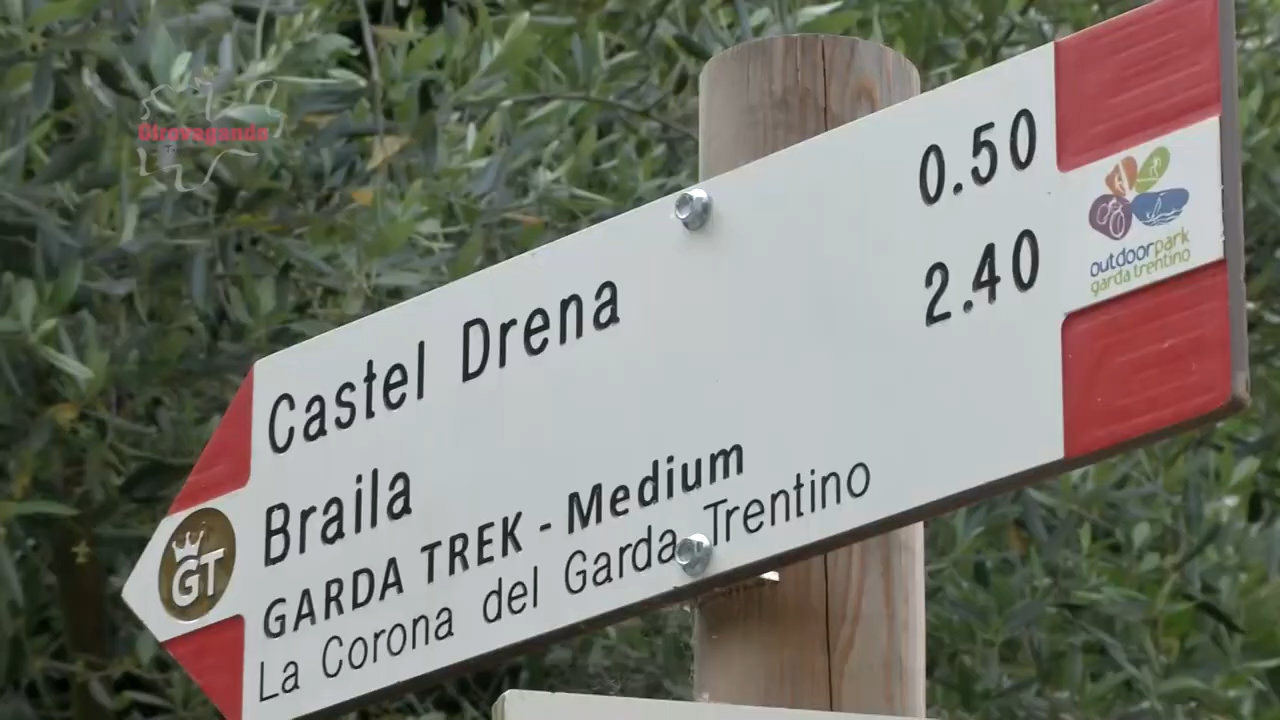 Girovaganda
Castel Drena 0.50
Braila 2.40
GARDA TREK - Medium
La Corona del Garda Trentino
GT
outdoorpark
garda trentino